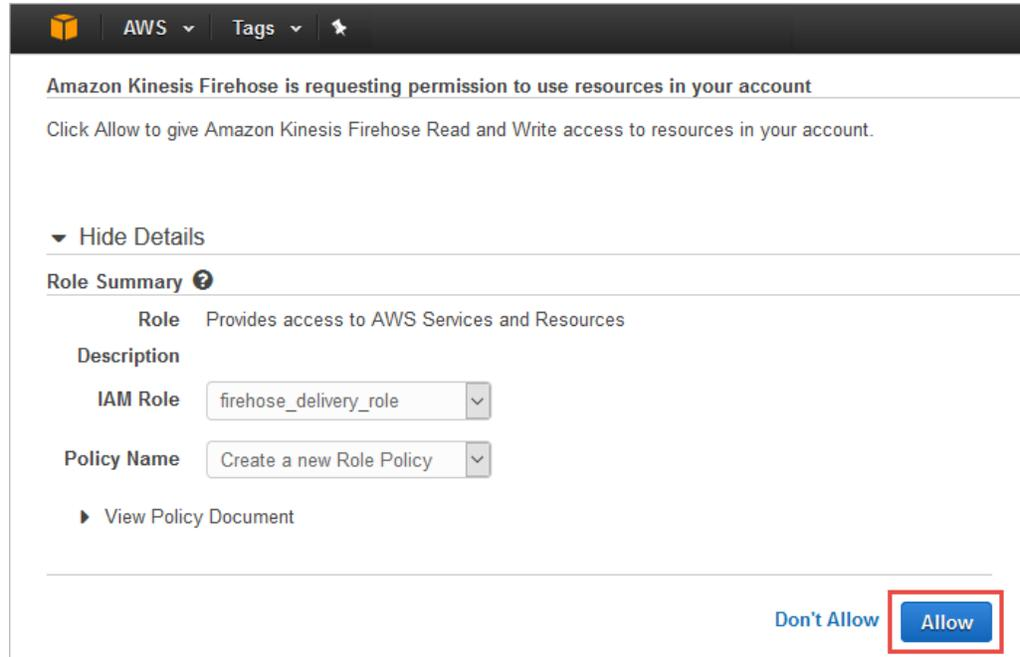 AWS Tags
Amazon Kinesis Firehose is requesting permission to use resources in your account
Click Allow to give Amazon Kinesis Firehose Read and Write access to resources in your account.
Hide Details
Role Summary ?
Role Provides access to AWS Services and Resources
Description
IAM Role firehose_delivery_role
Policy Name Create a new Role Policy
View Policy Document
Don't Allow Allow